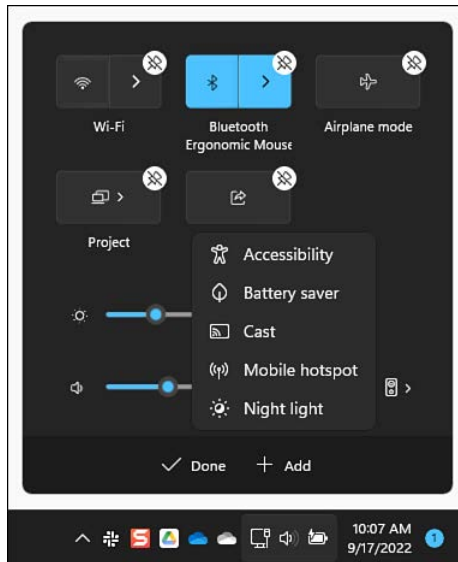 Wi-Fi
Bluetooth
Ergonomic Mouse
Airplane mode
Project
Accessibility
Battery saver
Cast
Mobile hotspot
Night light
Done
Add
10:07 AM
9/17/2022
1